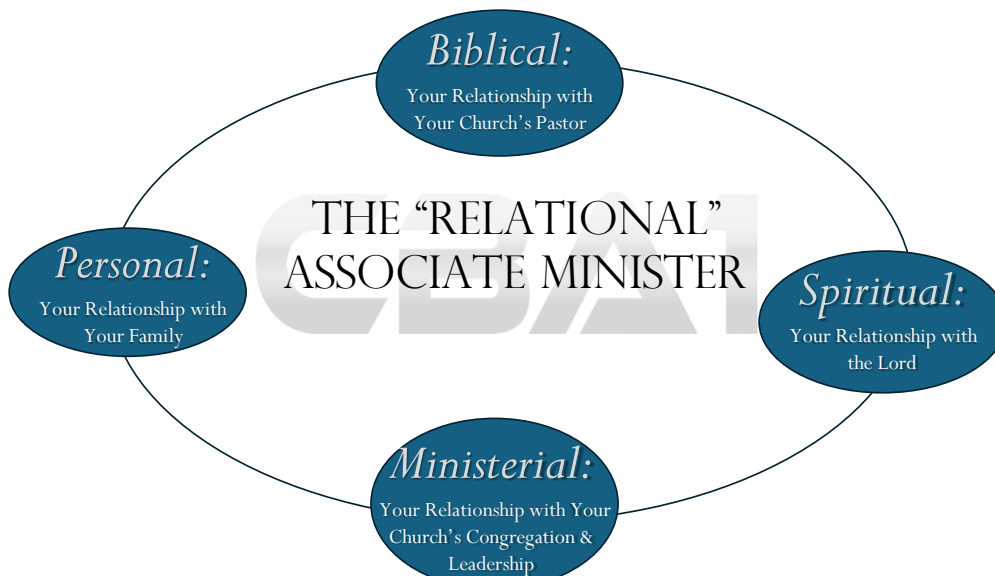 Biblical:
Your Relationship with
Your Church’s Pastor
THE “RELATIONAL”
ASSOCIATE MINISTER
CBA1
Personal:
Your Relationship with
Your Family
Spiritual:
Your Relationship with
the Lord
Ministerial:
Your Relationship with Your
Church’s Congregation &
Leadership